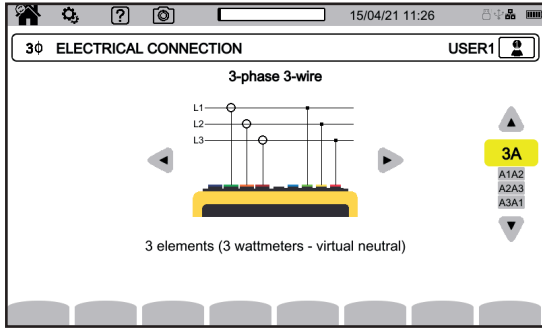 15/04/21 11:26
3ϕ ELECTRICAL CONNECTION USER1
3-phase 3-wire
L1
L2
L3
3A
A1A2
A2A3
A3A1
3 elements (3 wattmeters - virtual neutral)